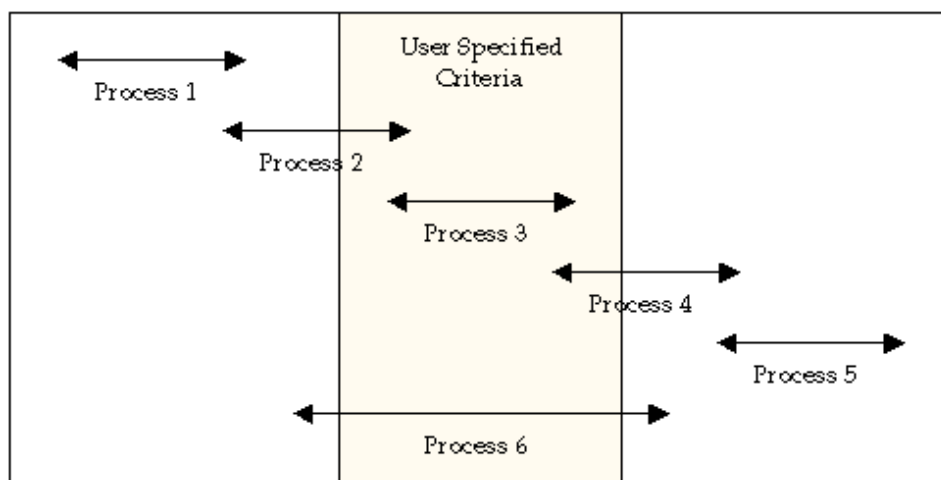 User Specified
Criteria
Process 1
Process 2
Process 3
Process 4
Process 5
Process 6